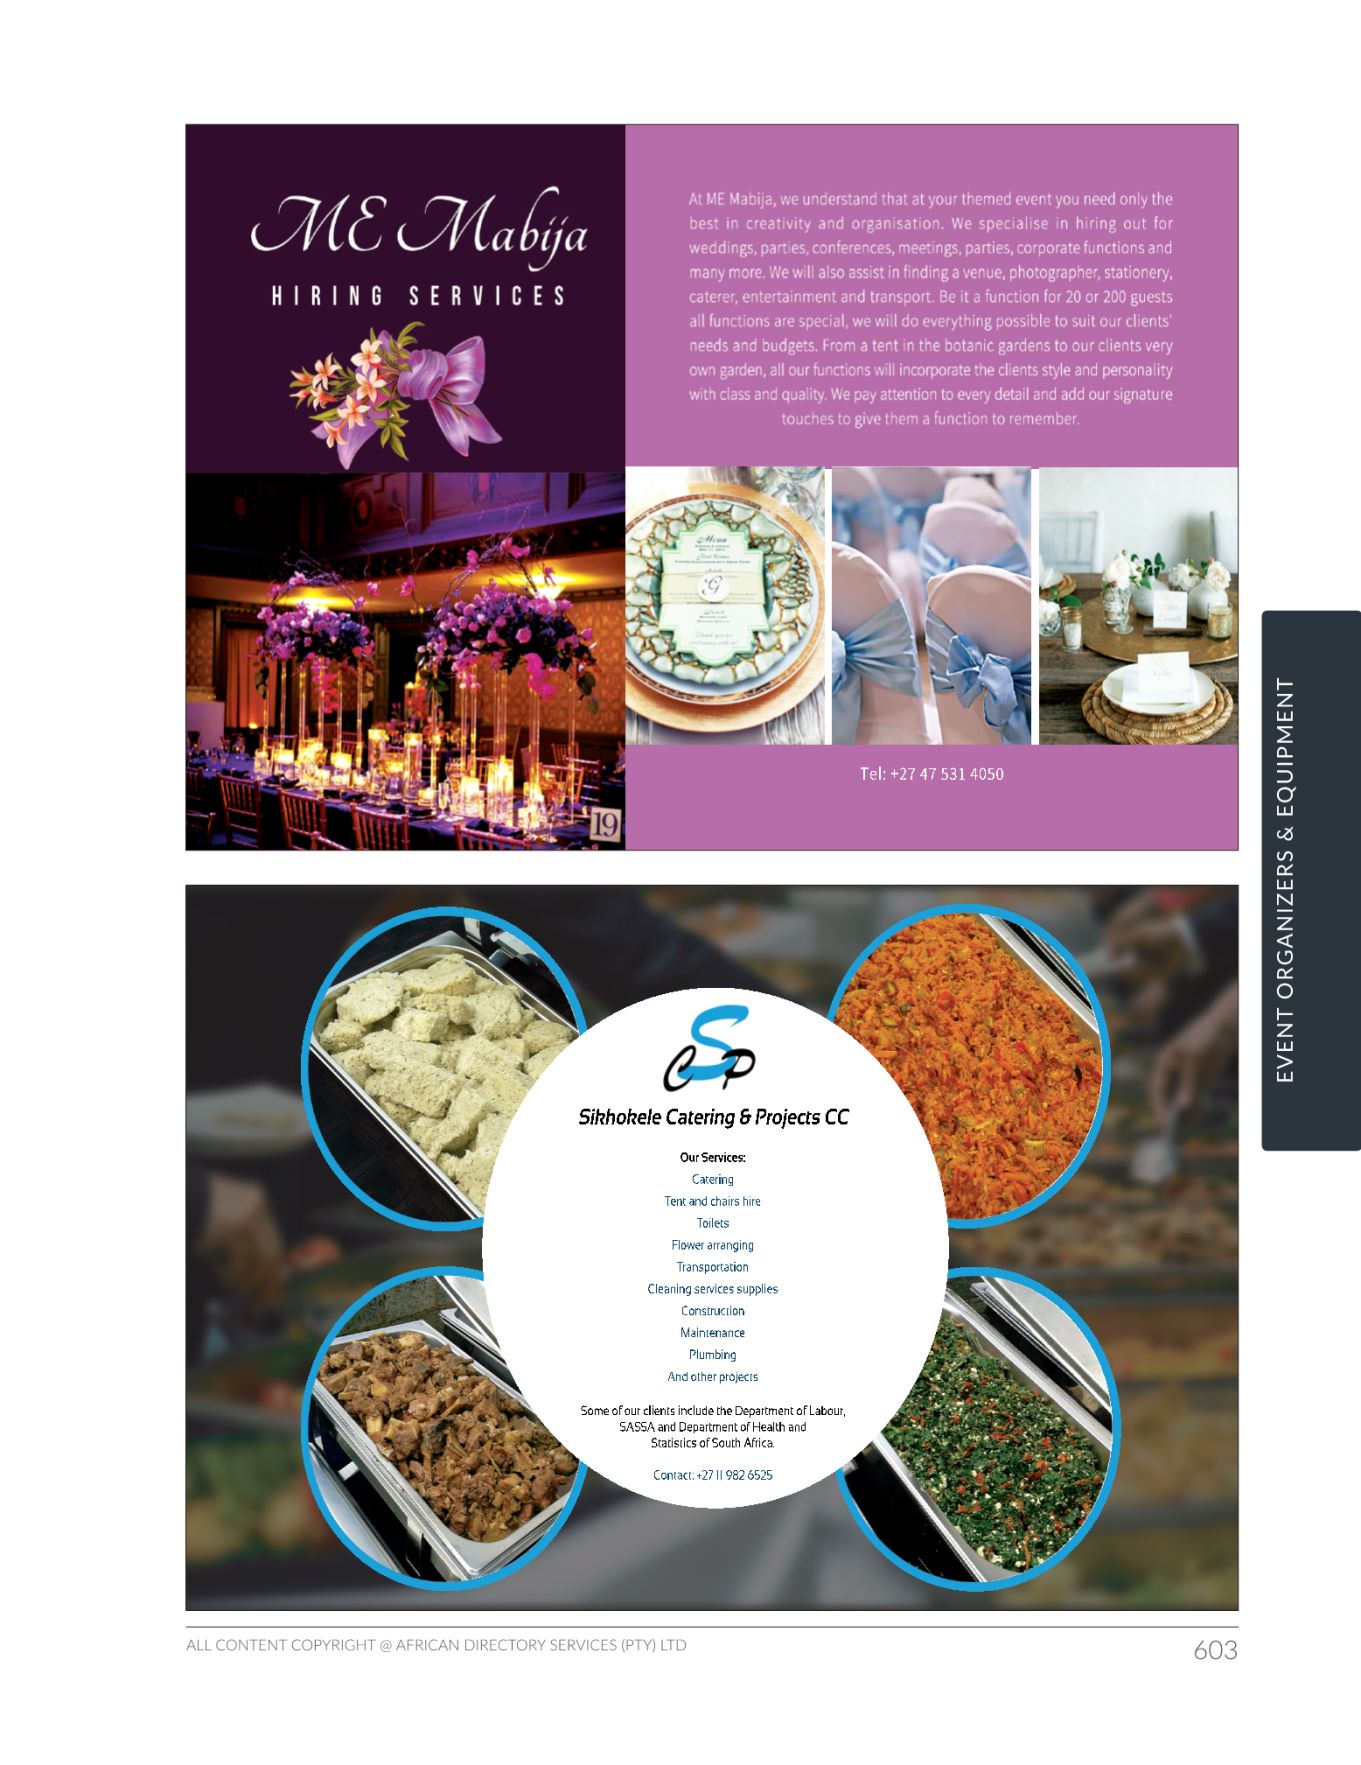 ME Mabija
HIRING SERVICES
At ME Mabija, we understand that at your themed event you need only the
best in creativity and organisation. We specialise in hiring out for
weddings, parties, conferences, meetings, parties, corporate functions and
many more. We will also assist in finding a venue, photographer, stationery,
caterer, entertainment and transport. Be it a function for 20 or 200 guests
all functions are special, we will do everything possible to suit our clients'
needs and budgets. From a tent in the botanic gardens to our clients very
own garden, all our functions will incorporate the clients style and personality
with class and quality. We pay attention to every detail and add our signature
touches to give them a function to remember.
Menu
G
19
Tel: +27 47 531 4050
EVENT ORGANIZERS & EQUIPMENT
CSP
Sikhokele Catering & Projects CC
Our Services:
Catering
Tent and chairs hire
Toilets
Flower arranging
Transportation
Cleaning services supplies
Construction
Maintenance
Plumbing
And other projects
Some of our clients include the Department of Labour,
SASSA and Department of Health and
Statistics of South Africa.
Contact: +27 11 982 6525
ALL CONTENT COPYRIGHT @ AFRICAN DIRECTORY SERVICES (PTY) LTD
603